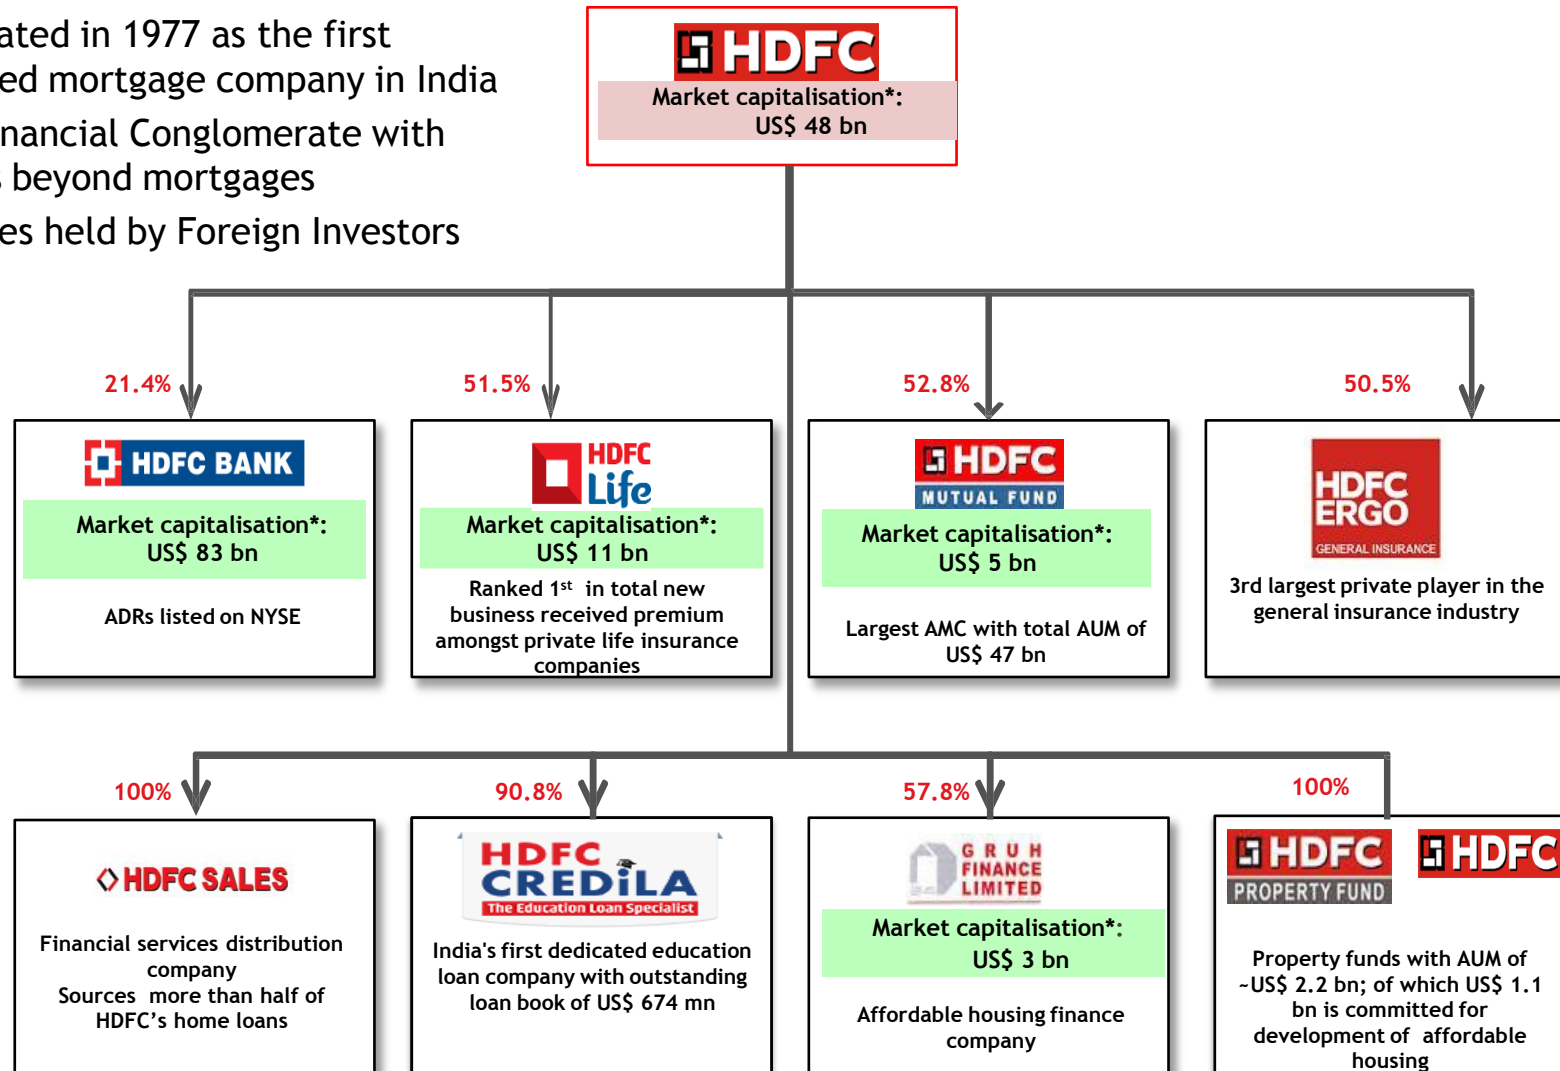 ated in 1977 as the first
ed mortgage company in India
nancial Conglomerate with
s beyond mortgages
es held by Foreign Investors
HDFC
Market capitalisation*:
US$ 48 bn
21.4%
51.5%
52.8%
50.5%
HDFC BANK
Market capitalisation*:
US$ 83 bn
ADRs listed on NYSE
HDFC
Life
Market capitalisation*:
US$ 11 bn
Ranked 1st in total new
business received premium
amongst private life insurance
companies
HDFC
MUTUAL FUND
Market capitalisation*:
US$ 5 bn
Largest AMC with total AUM of
US$ 47 bn
HDFC
ERGO
GENERAL INSURANCE
3rd largest private player in the
general insurance industry
100%
90.8%
57.8%
100%
HDFC SALES
Financial services distribution
company
Sources more than half of
HDFC’s home loans
HDFC
CREDiLA
The Education Loan Specialist
India's first dedicated education
loan company with outstanding
loan book of US$ 674 mn
GRUH
FINANCE
LIMITED
Market capitalisation*:
US$ 3 bn
Affordable housing finance
company
HDFC
PROPERTY FUND
HDFC
Property funds with AUM of
~US$ 2.2 bn; of which US$ 1.1
bn is committed for
development of affordable
housing